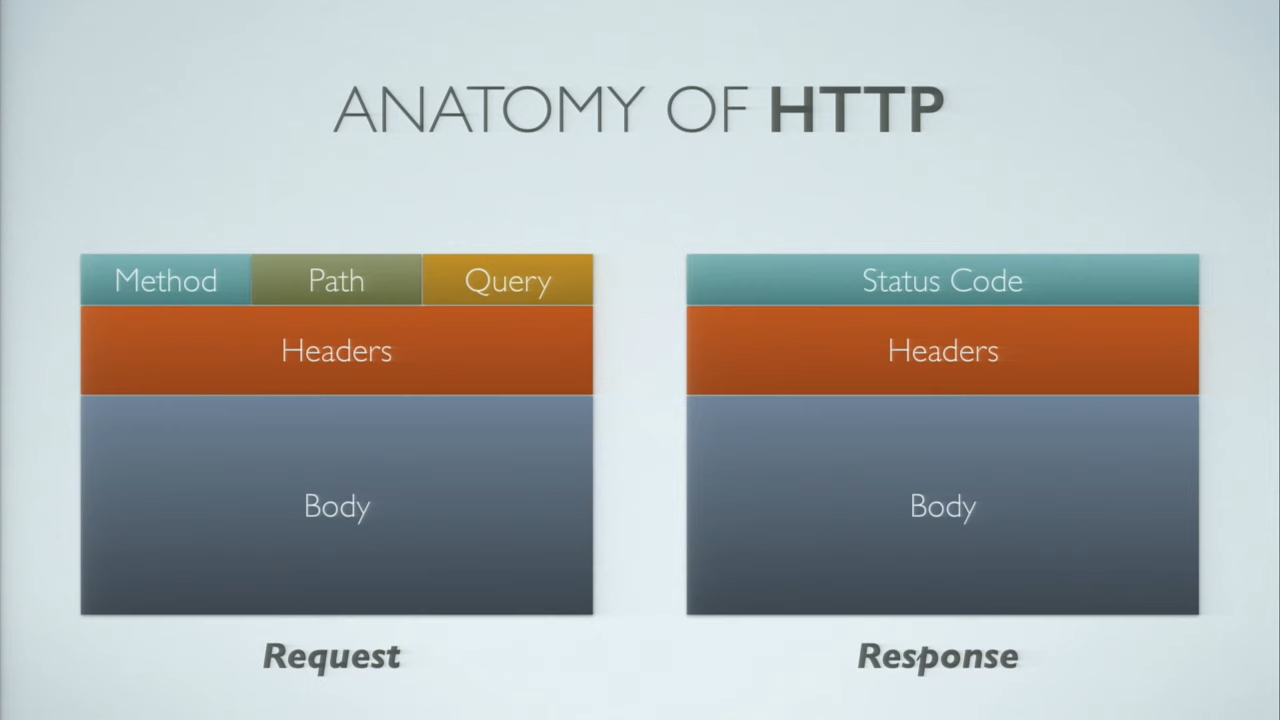 ANATOMY OF HTTP
Method Path Query
Headers
Body
Request
Status Code
Headers
Body
Response